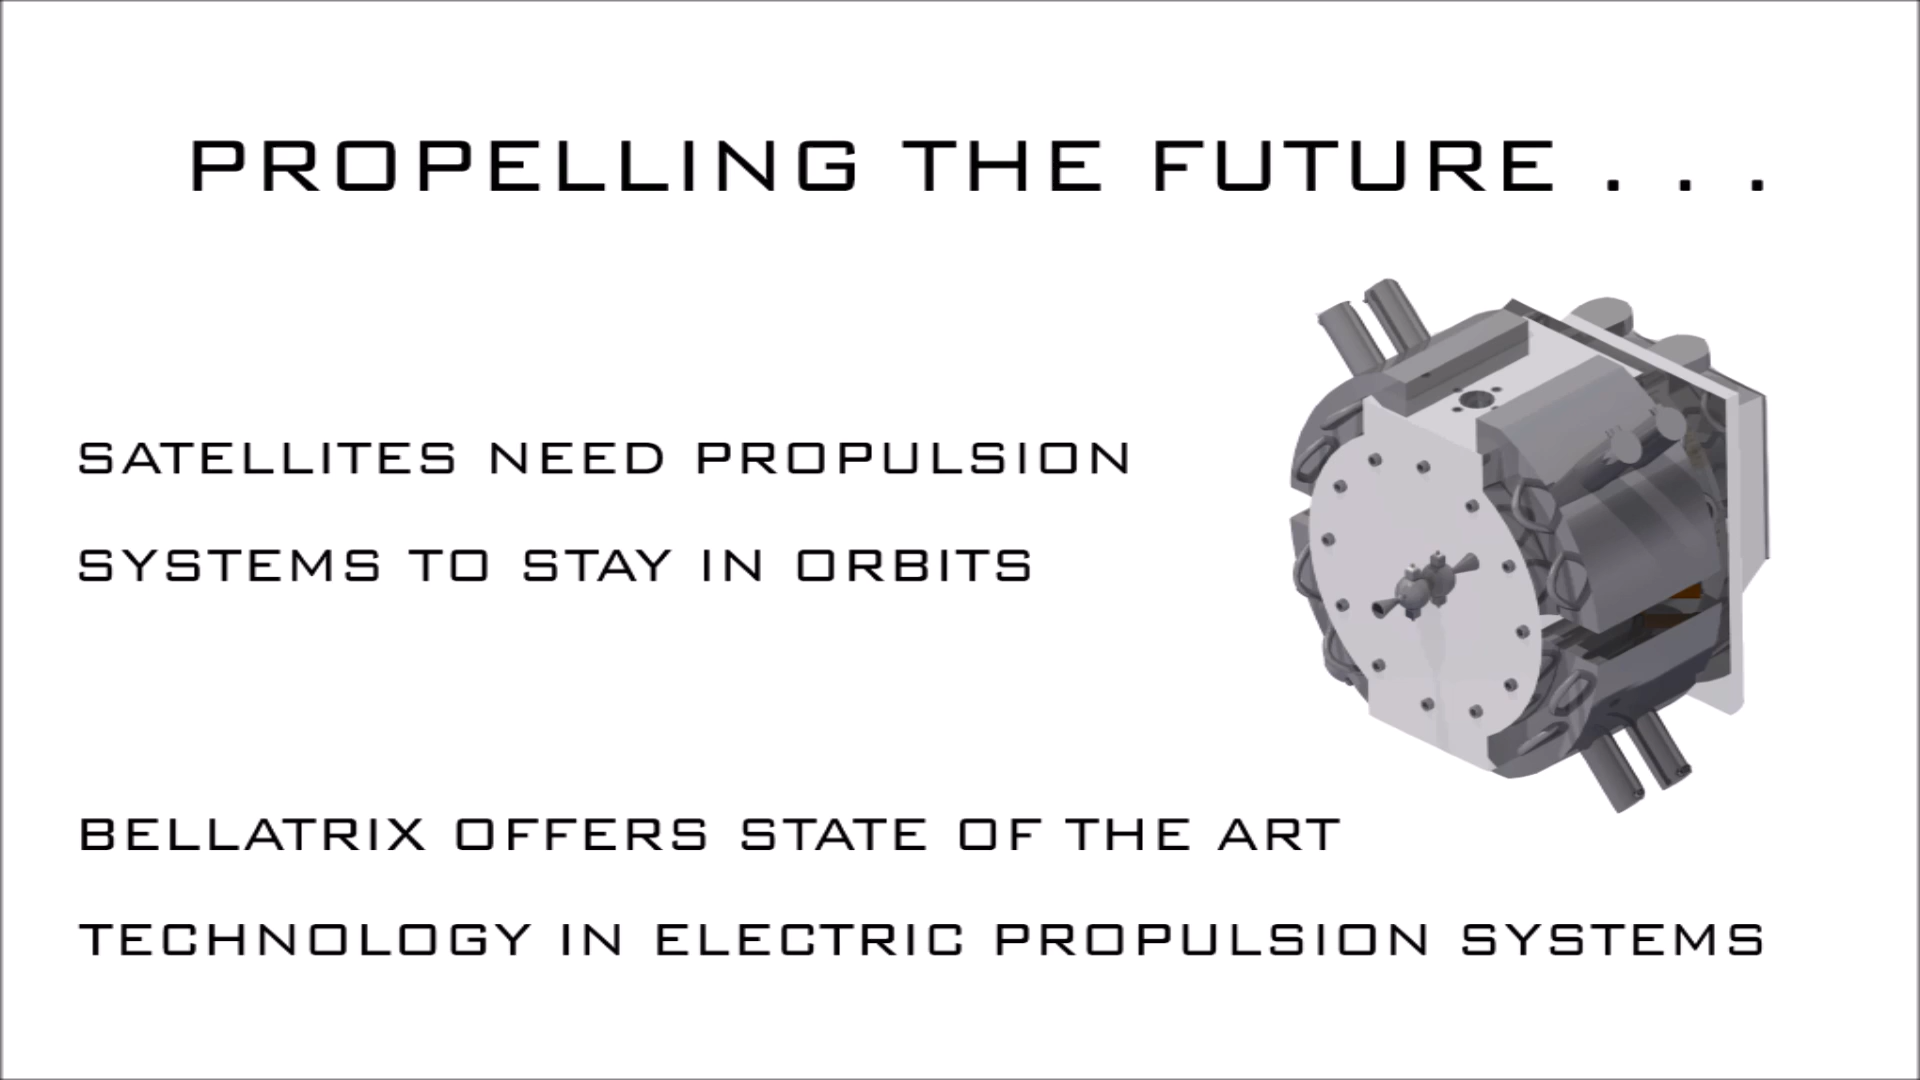 PROPELLING THE FUTURE . . .
SATELLITES NEED PROPULSION
SYSTEMS TO STAY IN ORBITS
BELLATRIX OFFERS STATE OF THE ART
TECHNOLOGY IN ELECTRIC PROPULSION SYSTEMS